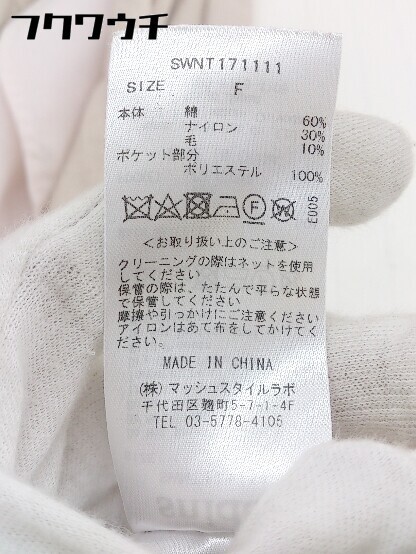 フクワウチ
SWNT171111
SIZE F
本体 綿 60%
ナイロン 30%
毛 10%
ポケット部分
ポリエステル 100%
F W
E005
<お取り扱い上のご注意>
クリーニングの際はネットを使用
してください
保管の際は、たたんで平らな状態
で保管してください
摩擦や引っかけにご注意ください
アイロンはあて布をしてかけてく
ださい。
MADE IN CHINA
(株) マッシュスタイルラボ
千代田区麹町5-7-1-4F
TEL 03-5778-4105